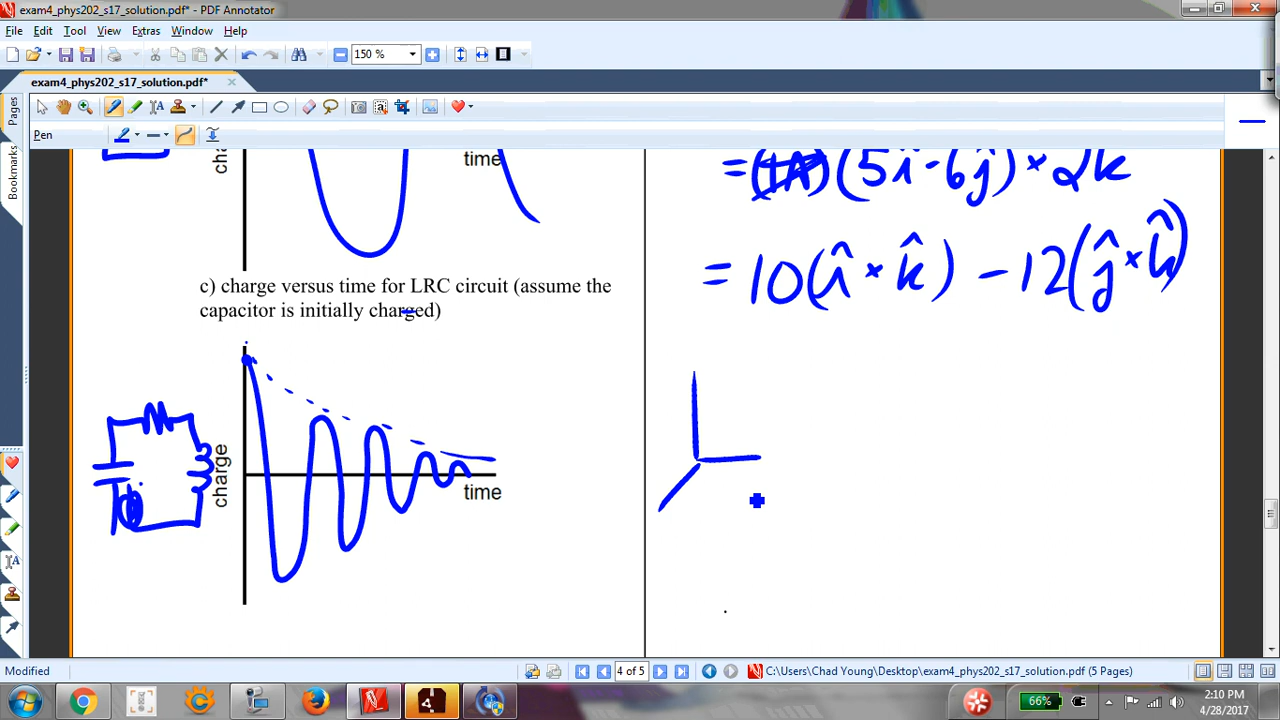 exam4_phys202_s17_solution.pdf* - PDF Annotator
File Edit Tool View Extras Window Help
150 %
exam4_phys202_s17_solution.pdf*
Pen
Pages
Bookmarks
time
c) charge versus time for LRC circuit (assume the
capacitor is initially charged)
charge
time
(5î-6ĵ) × 2k
= 10(î × k̂) - 12(ĵ × k̂)
Modified
4 of 5
C:\Users\Chad Young\Desktop\exam4_phys202_s17_solution.pdf (5 Pages)
66%
2:10 PM
4/28/2017